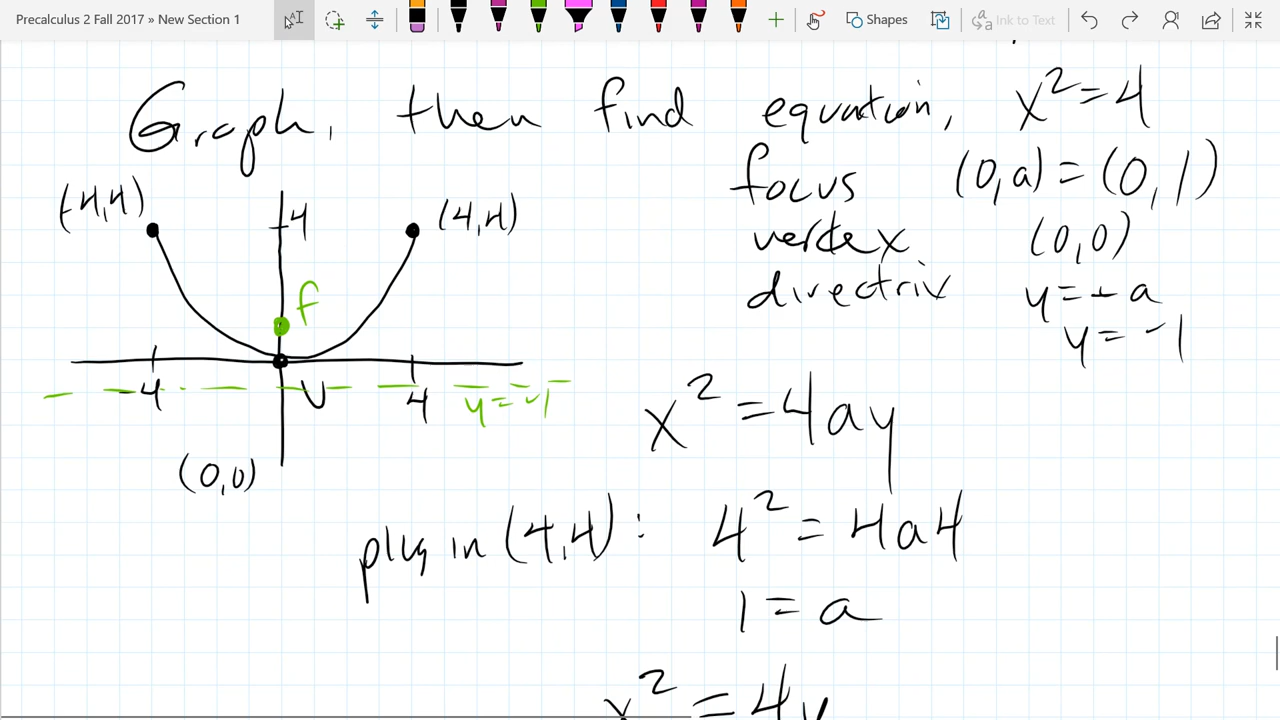 Precalculus 2 Fall 2017 » New Section 1
Shapes
Ink to Text
Graph, then find equation, x² = 4
focus (0,a) = (0,1)
vertex (0,0)
directrix y = -a
y = -1
(-4,4)
4
(4,4)
f
-4
V
4
y = -1
(0,0)
x² = 4ay
plug in (4,4): 4² = 4a4
1 = a
x² = 4y